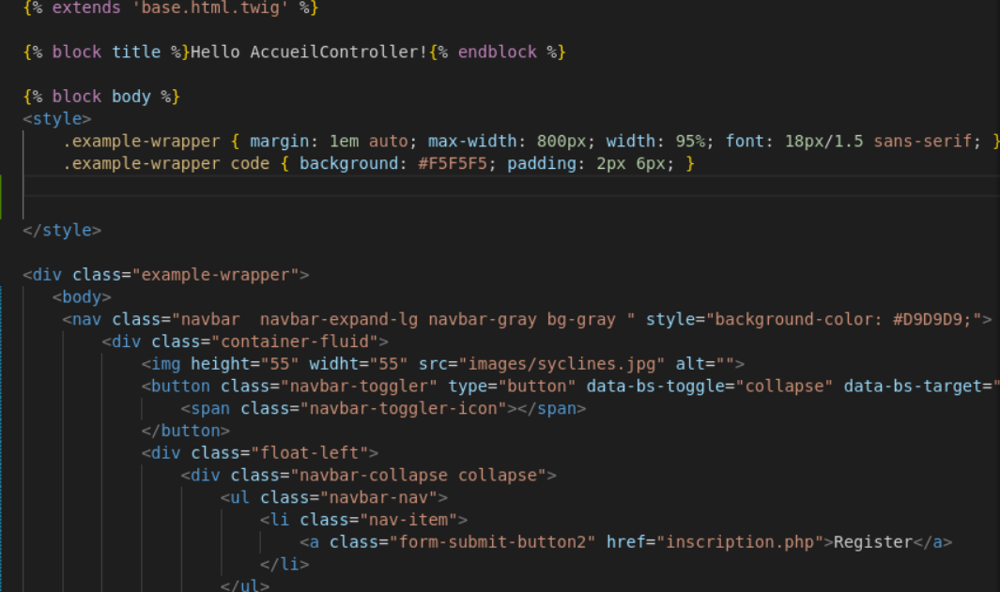 {% extends 'base.html.twig' %}
{% block title %}Hello AccueilController!{% endblock %}
{% block body %}
<style>
.example-wrapper { margin: 1em auto; max-width: 800px; width: 95%; font: 18px/1.5 sans-serif; }
.example-wrapper code { background: #F5F5F5; padding: 2px 6px; }
</style>
<div class="example-wrapper">
<body>
<nav class="navbar  navbar-expand-lg navbar-gray bg-gray " style="background-color: #D9D9D9;">
<div class="container-fluid">
<img height="55" widht="55" src="images/syclines.jpg" alt="">
<button class="navbar-toggler" type="button" data-bs-toggle="collapse" data-bs-target="
<span class="navbar-toggler-icon"></span>
</button>
<div class="float-left">
<div class="navbar-collapse collapse">
<ul class="navbar-nav">
<li class="nav-item">
<a class="form-submit-button2" href="inscription.php">Register</a>
</li>
</ul>